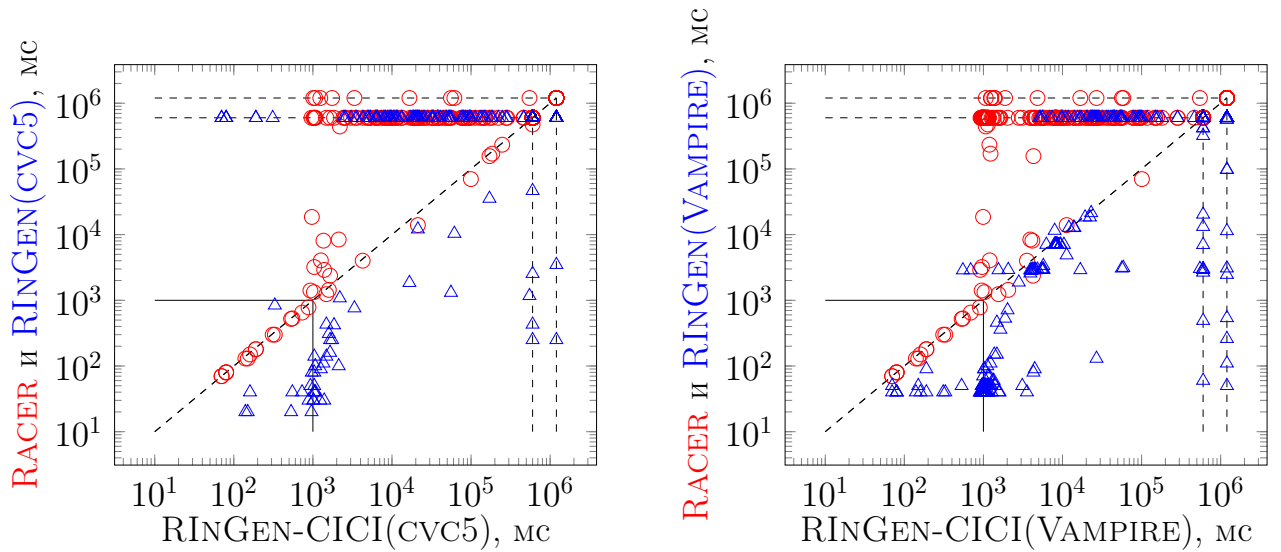 RACER и RINGEN(CVC5), мс
10^6
10^5
10^4
10^3
10^2
10^1
10^1 10^2 10^3 10^4 10^5 10^6
RINGEN-CICI(CVC5), мс
RACER и RINGEN(VAMPIRE), мс
10^6
10^5
10^4
10^3
10^2
10^1
10^1 10^2 10^3 10^4 10^5 10^6
RINGEN-CICI(VAMPIRE), мс